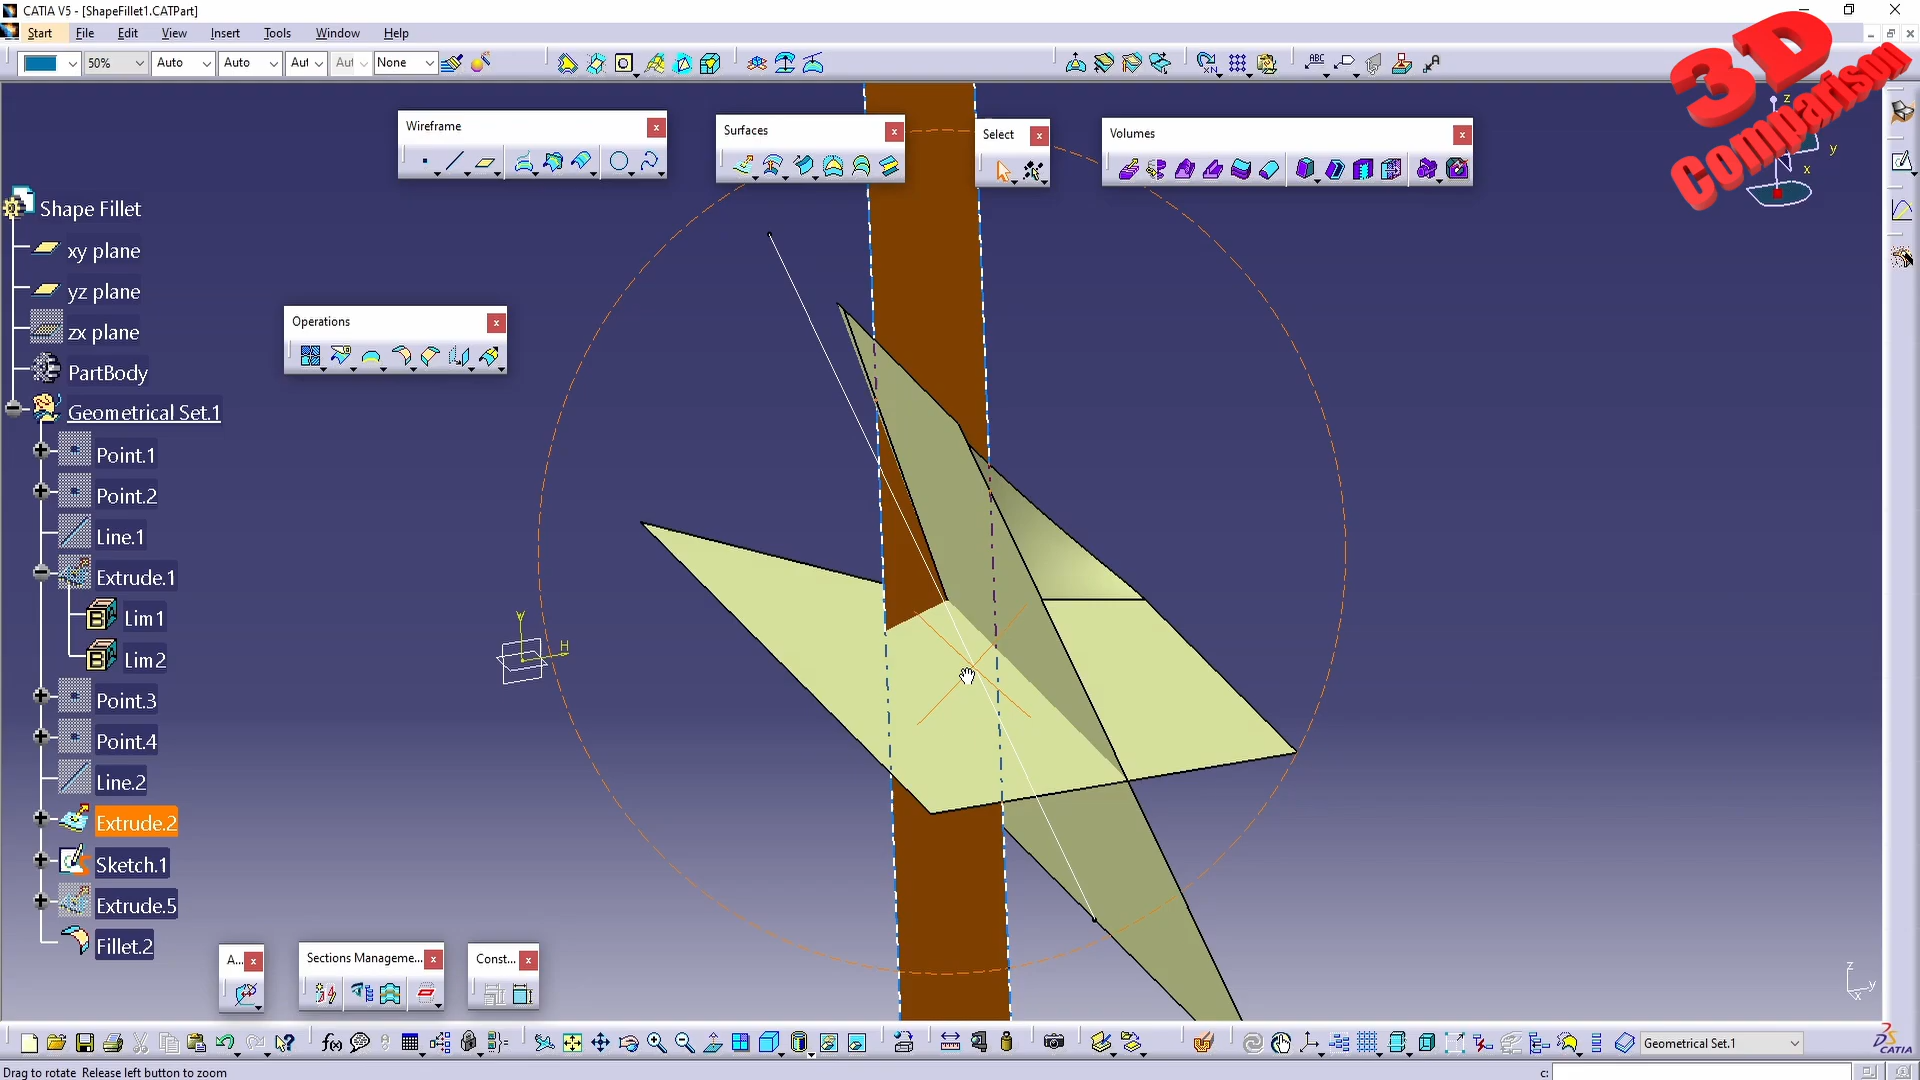 CATIA V5 - [ShapeFillet1.CATPart]
Start File Edit View Insert Tools Window Help
50% Auto Auto Aut Aut None
3D
Comparison
Wireframe
Surfaces
Select
Volumes
z
y
x
Shape Fillet
xy plane
yz plane
zx plane
Operations
PartBody
Geometrical Set.1
Point.1
Point.2
Line.1
Extrude.1
Lim1
Lim2
Point.3
Point.4
Line.2
Extrude.2
Sketch.1
Extrude.5
Fillet.2
V
H
A...
Sections Manageme...
Const...
z
y
x
Geometrical Set.1
CATIA
Drag to rotate Release left button to zoom
c: